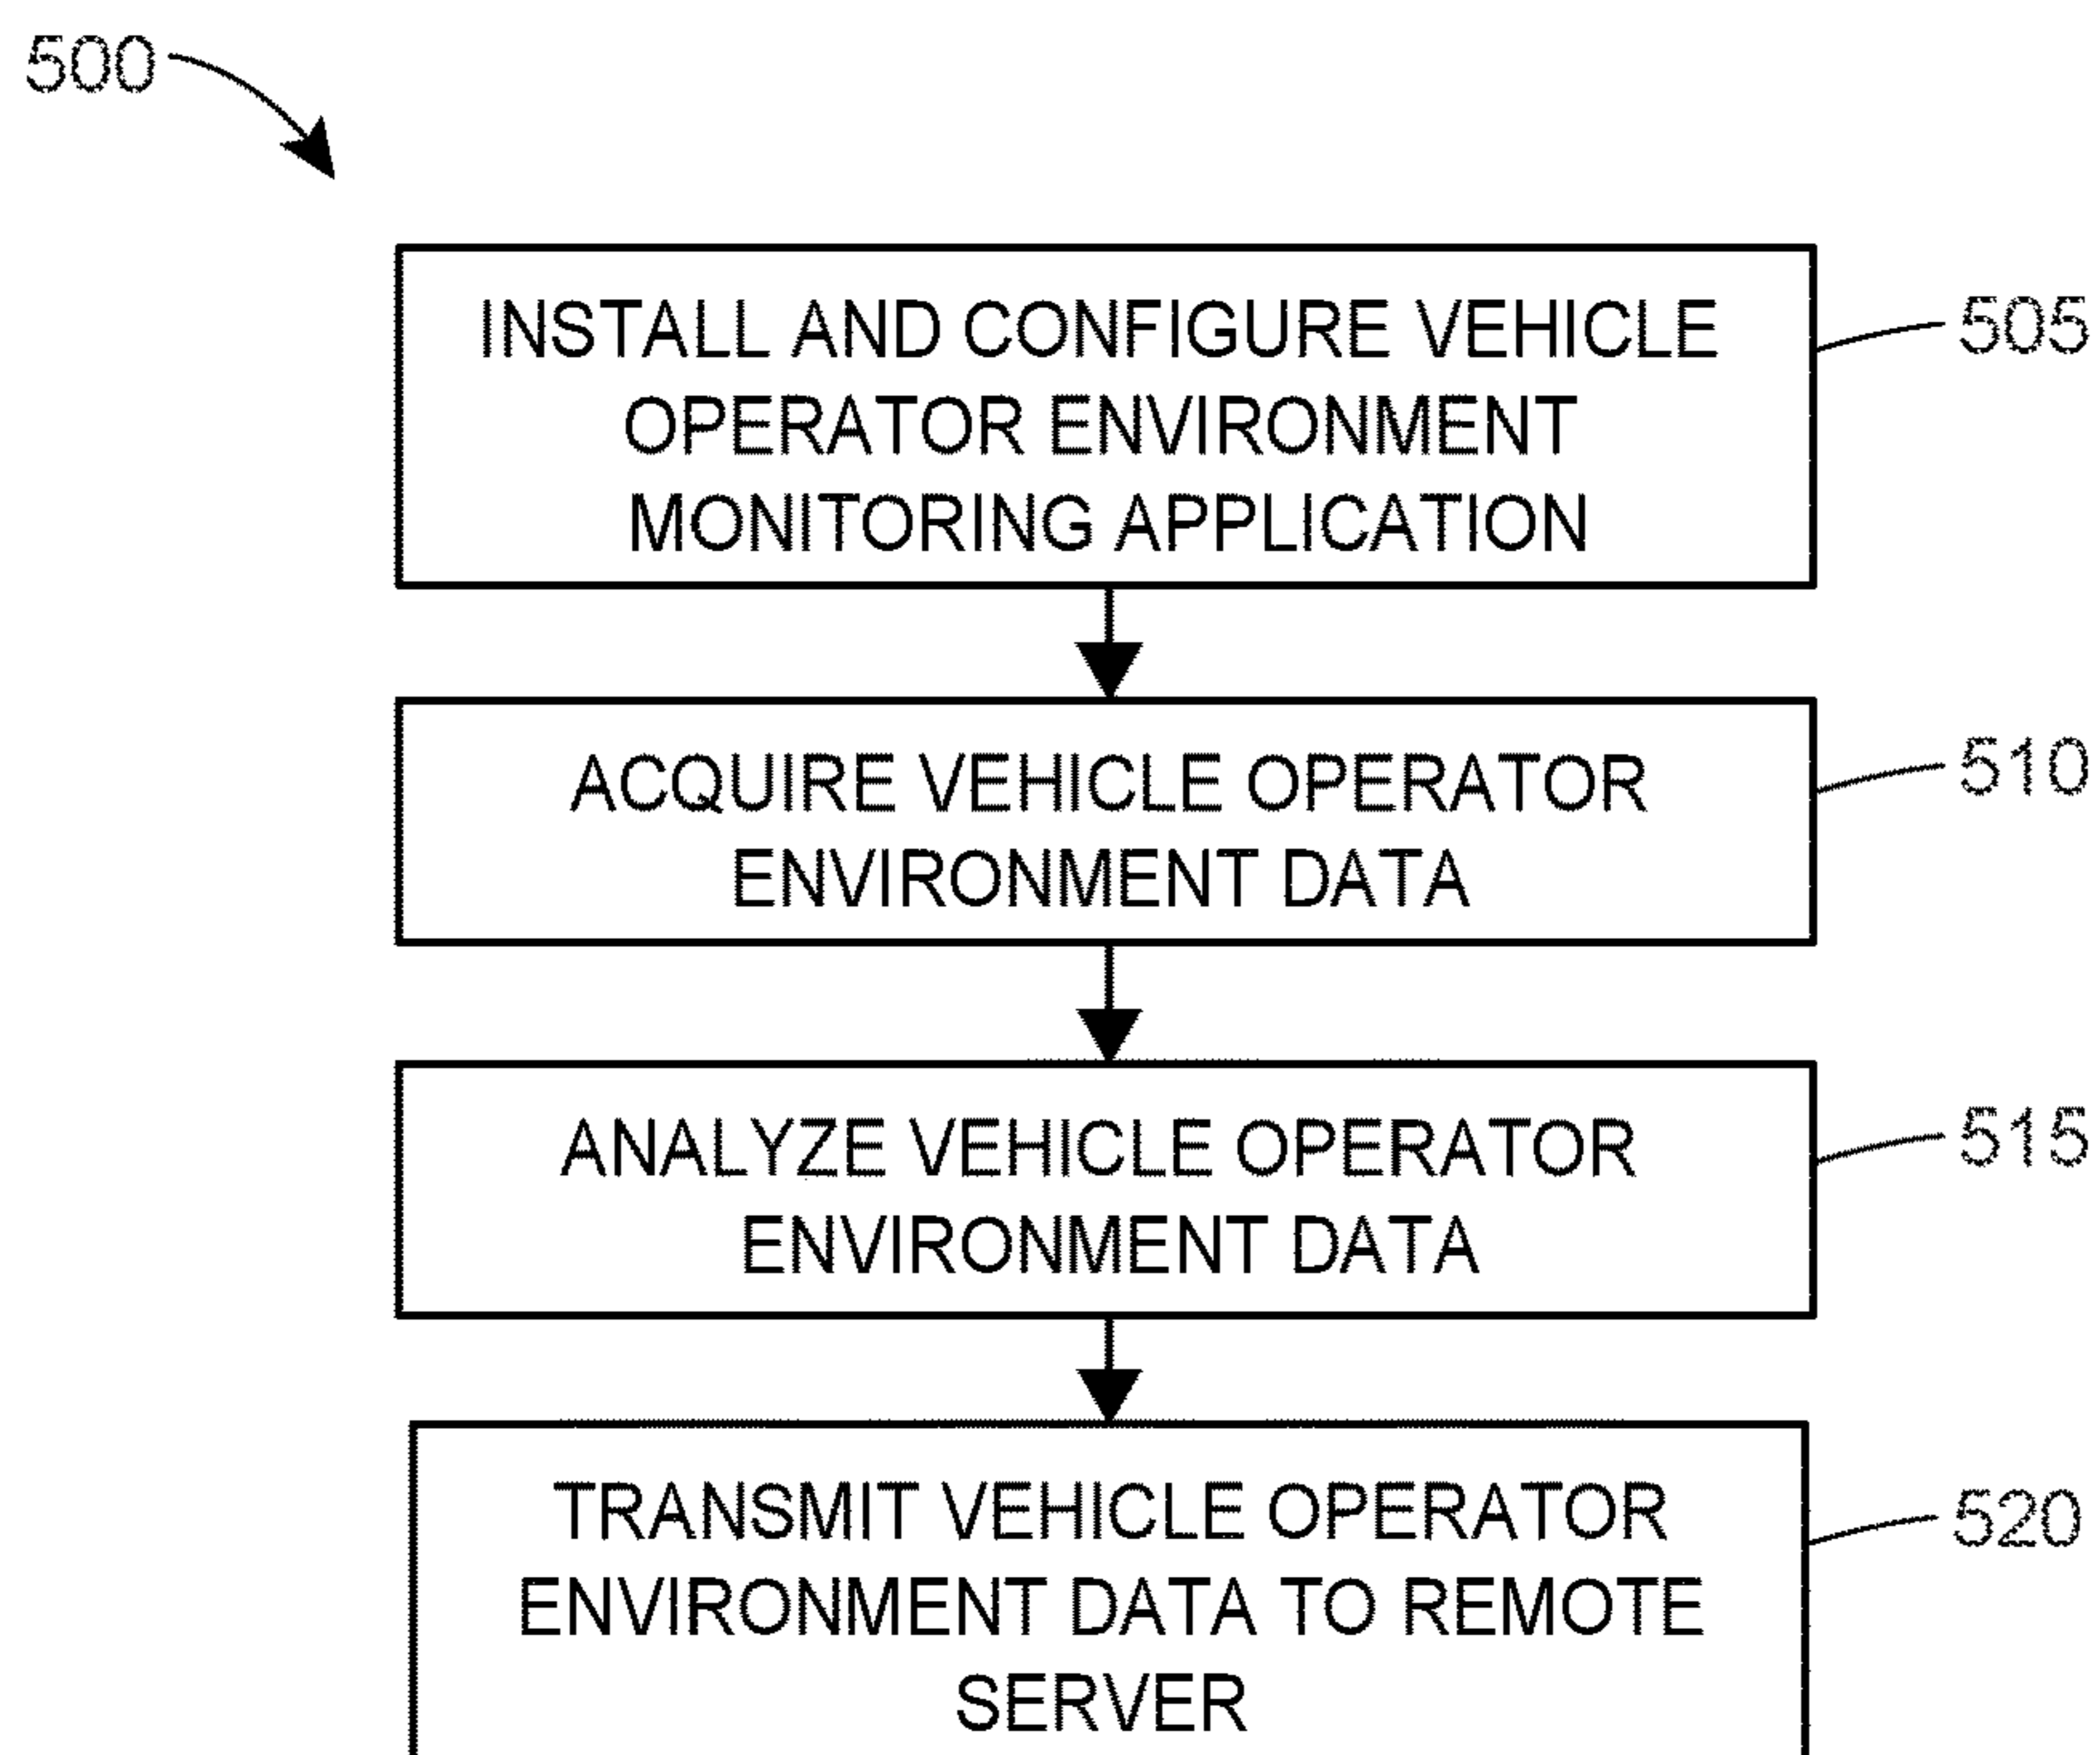 500
INSTALL AND CONFIGURE VEHICLE
OPERATOR ENVIRONMENT
MONITORING APPLICATION
505
ACQUIRE VEHICLE OPERATOR
ENVIRONMENT DATA
510
ANALYZE VEHICLE OPERATOR
ENVIRONMENT DATA
515
TRANSMIT VEHICLE OPERATOR
ENVIRONMENT DATA TO REMOTE
SERVER
520